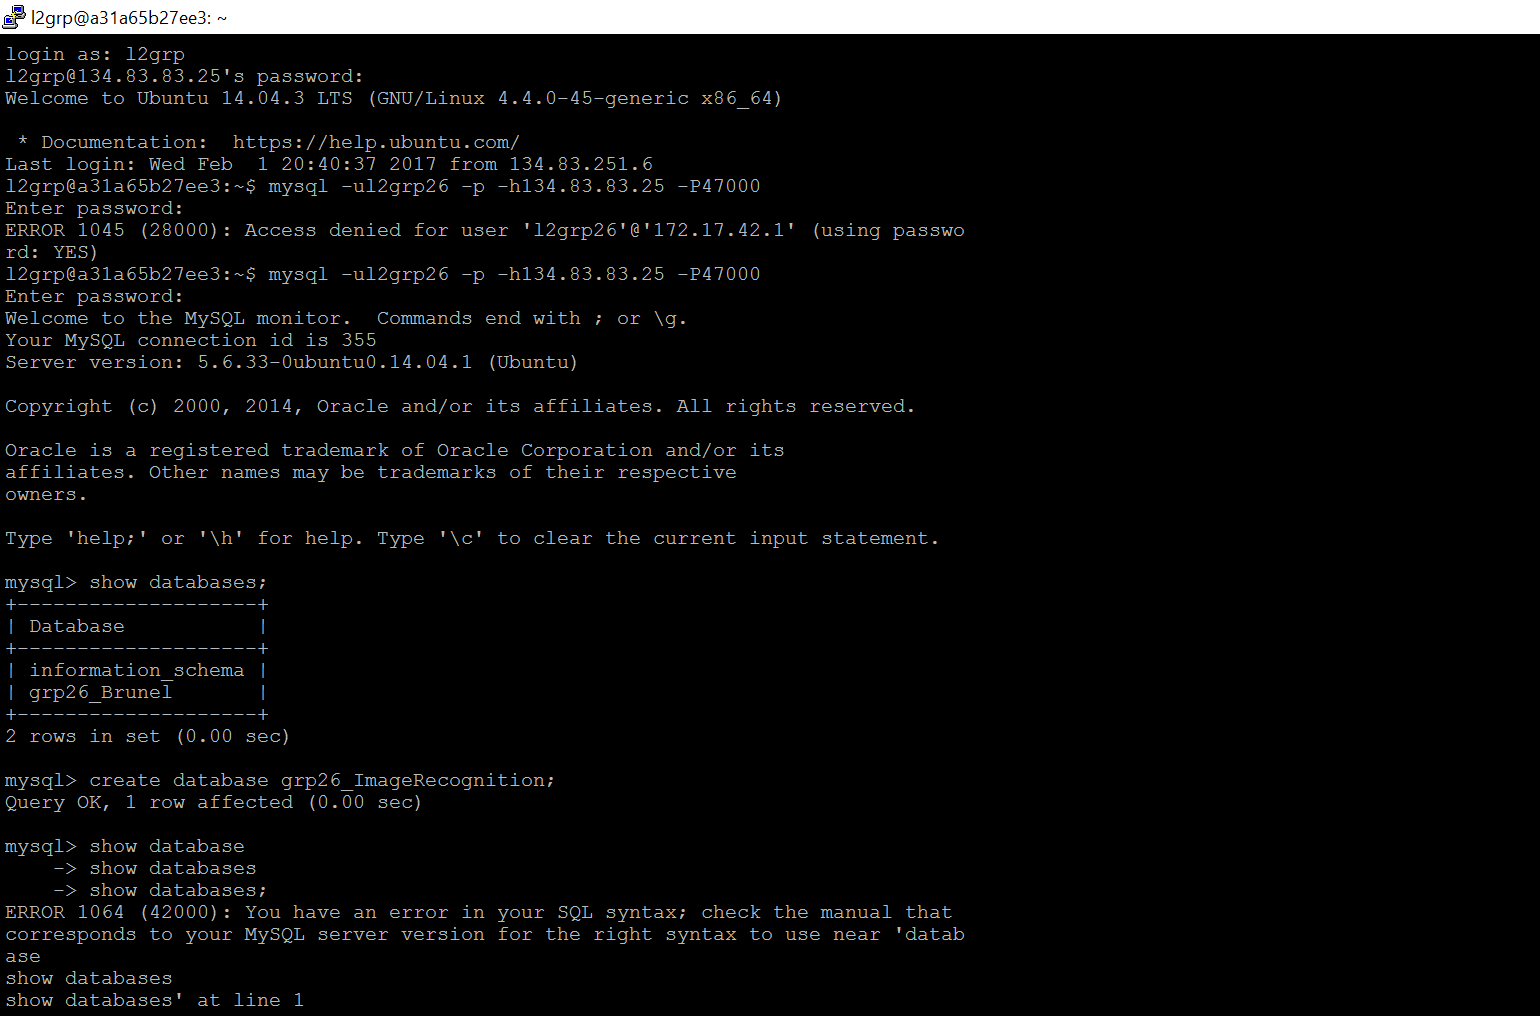 l2grp@a31a65b27ee3: ~
login as: l2grp
l2grp@134.83.83.25's password:
Welcome to Ubuntu 14.04.3 LTS (GNU/Linux 4.4.0-45-generic x86_64)
 * Documentation:  https://help.ubuntu.com/
Last login: Wed Feb  1 20:40:37 2017 from 134.83.251.6
l2grp@a31a65b27ee3:~$ mysql -ul2grp26 -p -h134.83.83.25 -P47000
Enter password:
ERROR 1045 (28000): Access denied for user 'l2grp26'@'172.17.42.1' (using passwo
rd: YES)
l2grp@a31a65b27ee3:~$ mysql -ul2grp26 -p -h134.83.83.25 -P47000
Enter password:
Welcome to the MySQL monitor.  Commands end with ; or \g.
Your MySQL connection id is 355
Server version: 5.6.33-0ubuntu0.14.04.1 (Ubuntu)
Copyright (c) 2000, 2014, Oracle and/or its affiliates. All rights reserved.
Oracle is a registered trademark of Oracle Corporation and/or its
affiliates. Other names may be trademarks of their respective
owners.
Type 'help;' or '\h' for help. Type '\c' to clear the current input statement.
mysql> show databases;
+--------------------+
| Database           |
+--------------------+
| information_schema |
| grp26_Brunel       |
+--------------------+
2 rows in set (0.00 sec)
mysql> create database grp26_ImageRecognition;
Query OK, 1 row affected (0.00 sec)
mysql> show database
    -> show databases
    -> show databases;
ERROR 1064 (42000): You have an error in your SQL syntax; check the manual that
corresponds to your MySQL server version for the right syntax to use near 'datab
ase
show databases
show databases' at line 1